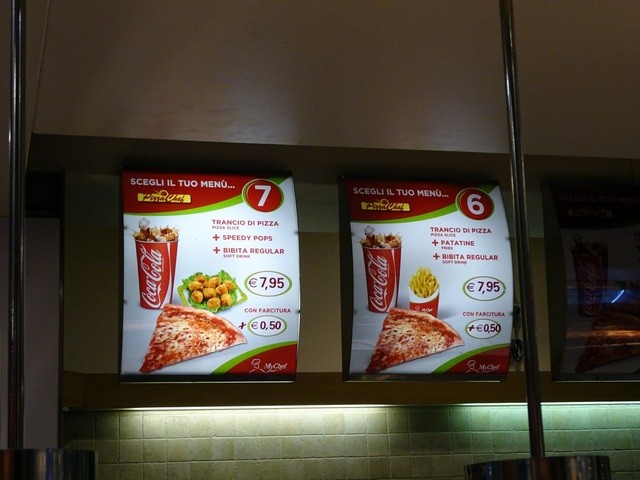 SCEGLI IL TUO MENÙ...
7
PizzaChef
TRANCIO DI PIZZA
PIZZA SLICE
+ SPEEDY POPS
+ BIBITA REGULAR
SOFT DRINK
Coca-Cola
€ 7,95
CON FARCITURA
+ € 0,50
MyChef
SCEGLI IL TUO MENÙ...
6
PizzaChef
TRANCIO DI PIZZA
PIZZA SLICE
+ PATATINE
FRIES
+ BIBITA REGULAR
SOFT DRINK
Coca-Cola
€ 7,95
MyChef
CON FARCITURA
+ € 0,50
MyChef